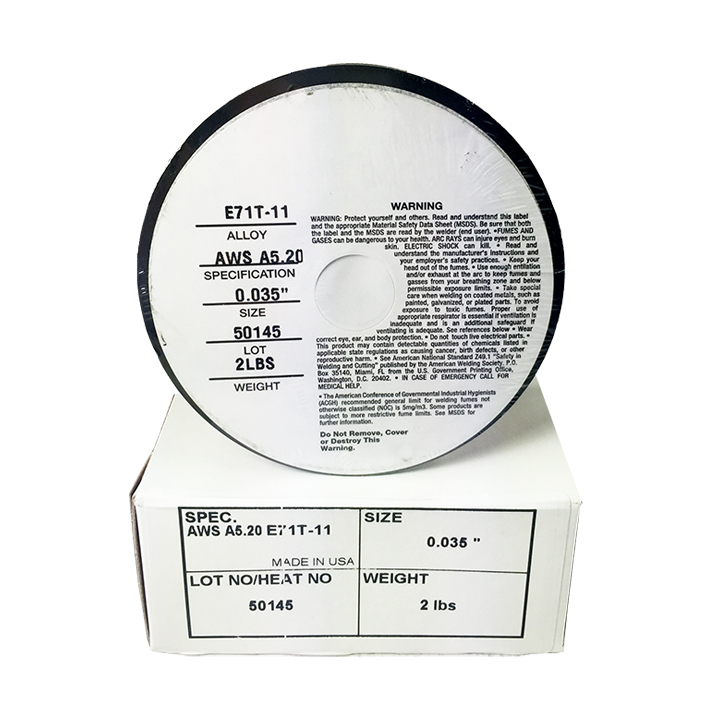 E71T-11
ALLOY
AWS A5.20
SPECIFICATION
0.035"
SIZE
50145
LOT
2LBS
WEIGHT
WARNING
WARNING: Protect yourself and others. Read and understand this label
and the appropriate Material Safety Data Sheet (MSDS). Be sure that both
the label and the MSDS are read by the welder (end user). •FUMES AND
GASES can be dangerous to your health. ARC RAYS can injure eyes and burn
skin. ELECTRIC SHOCK can kill. • Read and
understand the manufacturer's instructions and
your employer's safety practices. • Keep your
head out of the fumes. • Use enough entilation
and/or exhaust at the arc to keep fumes and
gasses from your breathing zone and below
permissible exposure limits. • Take special
care when welding on coated metals, such as
painted, galvanized, or plated parts. To avoid
exposure to toxic fumes. Proper use of
appropriate respirator is essential if ventilation is
inadequate and is an additional safeguard if
ventilating is adequate. See references below • Wear
correct eye, ear, and body protection. • Do not touch live electrical parts. •
This product may contain detectable quantities of chemicals listed in
applicable state regulations as causing cancer, birth defects, or other
reproductive harm. • See American National Standard Z49.1 "Safety in
Welding and Cutting" published by the American Welding Society, P.O.
Box 35140, Miami, FL from the U.S. Government Printing Office,
Washington, D.C. 20402. • IN CASE OF EMERGENCY CALL FOR
MEDICAL HELP.
• The American Conference of Governmental Industrial Hygienists
(ACGH) recommended general limit for welding fumes not
otherwise classified (NOC) is 5mg/m3. Some products are
subject to more restrictive fume limits. See MSDS for
further information.
Do Not Remove, Cover
or Destroy This
Warning.
SPEC.
AWS A5.20 E71T-11
MADE IN USA
SIZE
0.035 "
LOT NO/HEAT NO
50145
WEIGHT
2 lbs